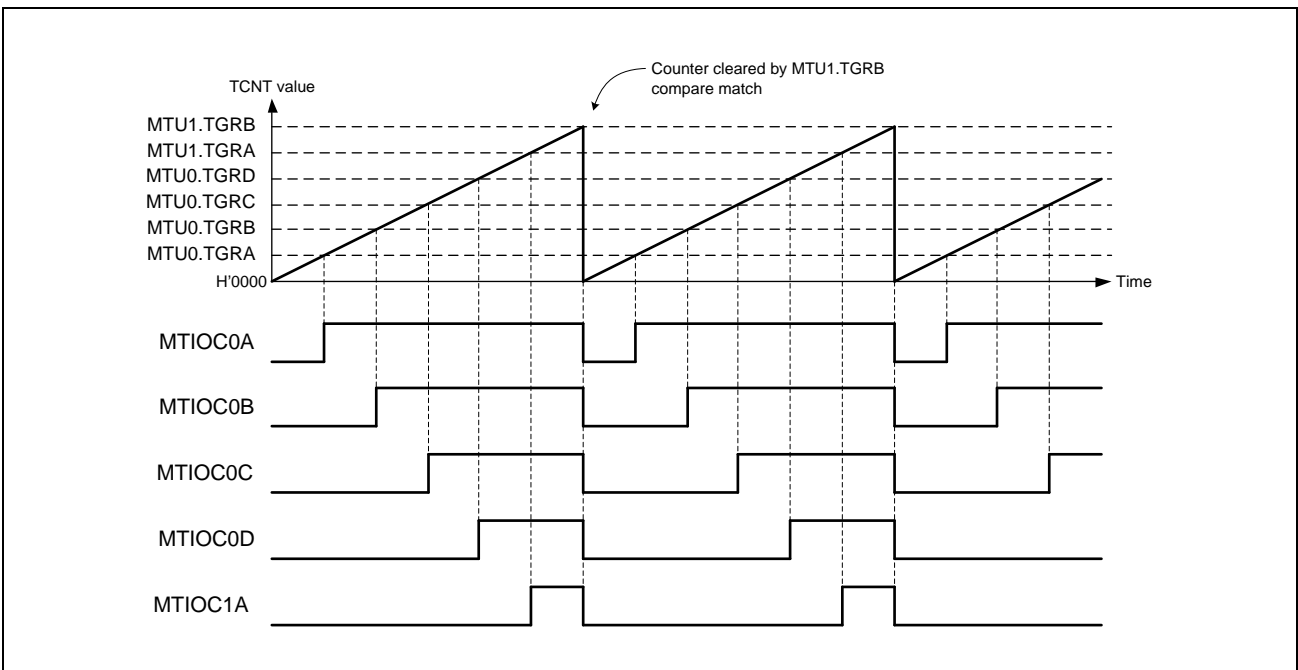 Counter cleared by MTU1.TGRB
compare match
TCNT value
MTU1.TGRB
MTU1.TGRA
MTU0.TGRD
MTU0.TGRC
MTU0.TGRB
MTU0.TGRA
H'0000
Time
MTIOC0A
MTIOC0B
MTIOC0C
MTIOC0D
MTIOC1A